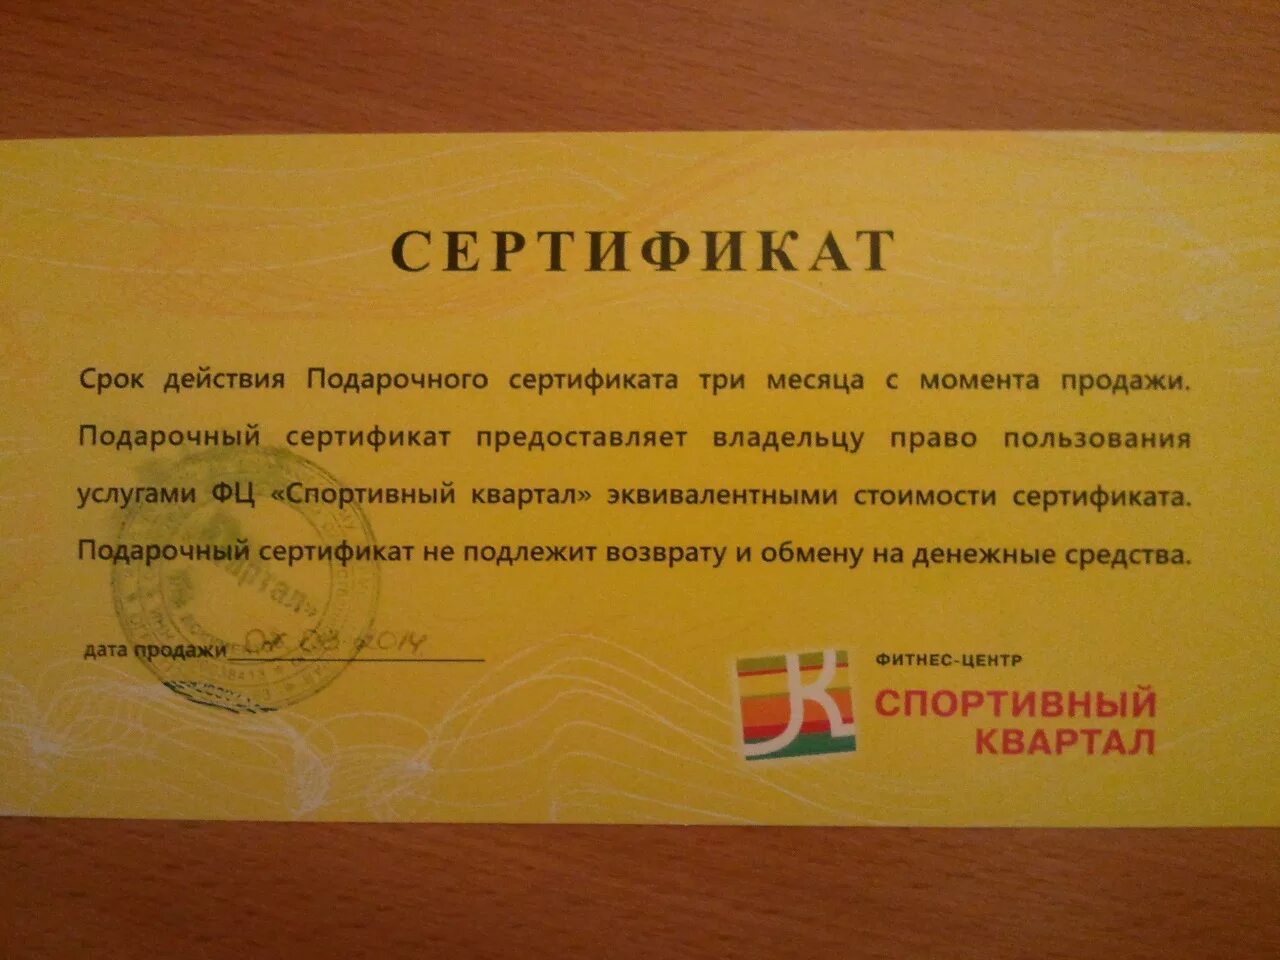 СЕРТИФИКАТ
Срок действия Подарочного сертификата три месяца с момента продажи.
Подарочный сертификат предоставляет владельцу право пользования
услугами ФЦ «Спортивный квартал» эквивалентными стоимости сертификата.
Подарочный сертификат не подлежит возврату и обмену на денежные средства.
дата продажи 2014
ФИТНЕС-ЦЕНТР
СПОРТИВНЫЙ
КВАРТАЛ